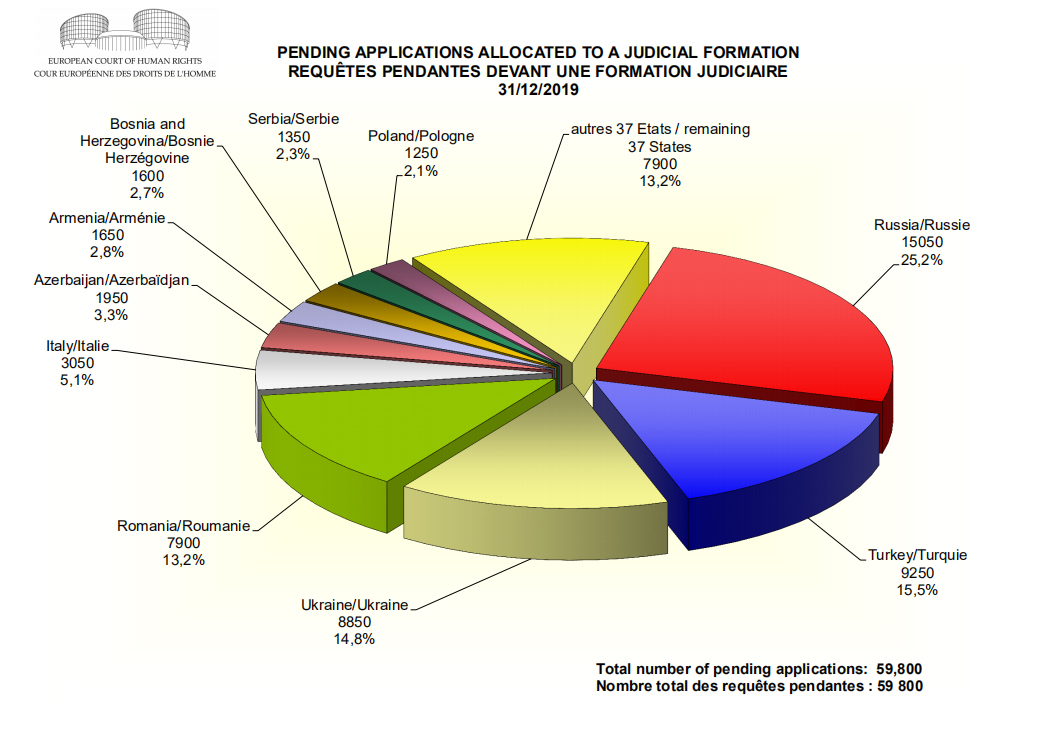 EUROPEAN COURT OF HUMAN RIGHTS
COUR EUROPÉENNE DES DROITS DE L'HOMME
PENDING APPLICATIONS ALLOCATED TO A JUDICIAL FORMATION
REQUÊTES PENDANTES DEVANT UNE FORMATION JUDICIAIRE
31/12/2019
Bosnia and
Herzegovina/Bosnie
Herzégovine
1600
2,7%
Serbia/Serbie
1350
2,3%
Poland/Pologne
1250
2,1%
autres 37 Etats / remaining
37 States
7900
13,2%
Russia/Russie
15050
25,2%
Armenia/Arménie
1650
2,8%
Azerbaijan/Azerbaïdjan
1950
3,3%
Italy/Italie
3050
5,1%
Romania/Roumanie
7900
13,2%
Ukraine/Ukraine
8850
14,8%
Turkey/Turquie
9250
15,5%
Total number of pending applications: 59,800
Nombre total des requêtes pendantes : 59 800